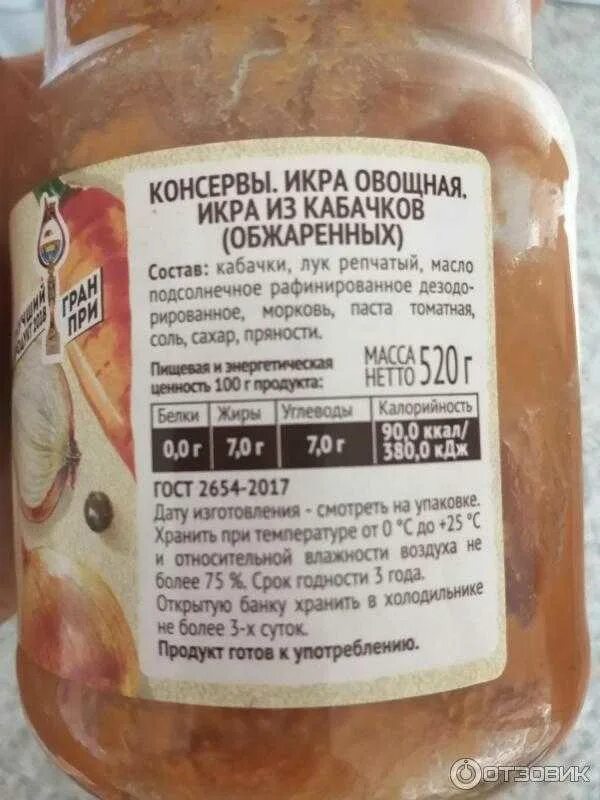 КОНСЕРВЫ. ИКРА ОВОЩНАЯ.
ИКРА ИЗ КАБАЧКОВ
(ОБЖАРЕННЫХ)
Состав: кабачки, лук репчатый, масло
подсолнечное рафинированное дезодо-
рированное, морковь, паста томатная,
соль, сахар, пряности.
Пищевая и энергетическая
ценность 100 г продукта:
МАССА
НЕТТО 520 г
Белки Жиры Углеводы Калорийность
0,0 г 7,0 г 7,0 г 90,0 ккал/
380,0 кДж
ГОСТ 2654-2017
Дату изготовления - смотреть на упаковке.
Хранить при температуре от 0 °С до +25 °С
и относительной влажности воздуха не
более 75 %. Срок годности 3 года.
Открытую банку хранить в холодильнике
не более 3-х суток.
Продукт готов к употреблению.
ГРАН
ПРИ
ОТЗОВИК